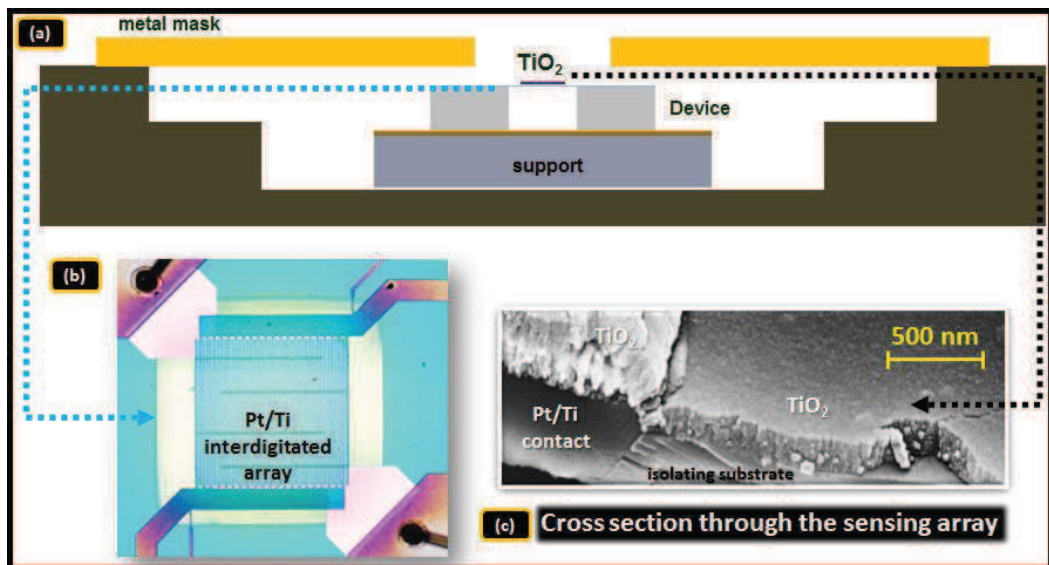 (a)
metal mask
TiO2
Device
support
(b)
Pt/Ti
interdigitated
array
TiO2
500 nm
TiO2
Pt/Ti
contact
isolating substrate
(c) Cross section through the sensing array